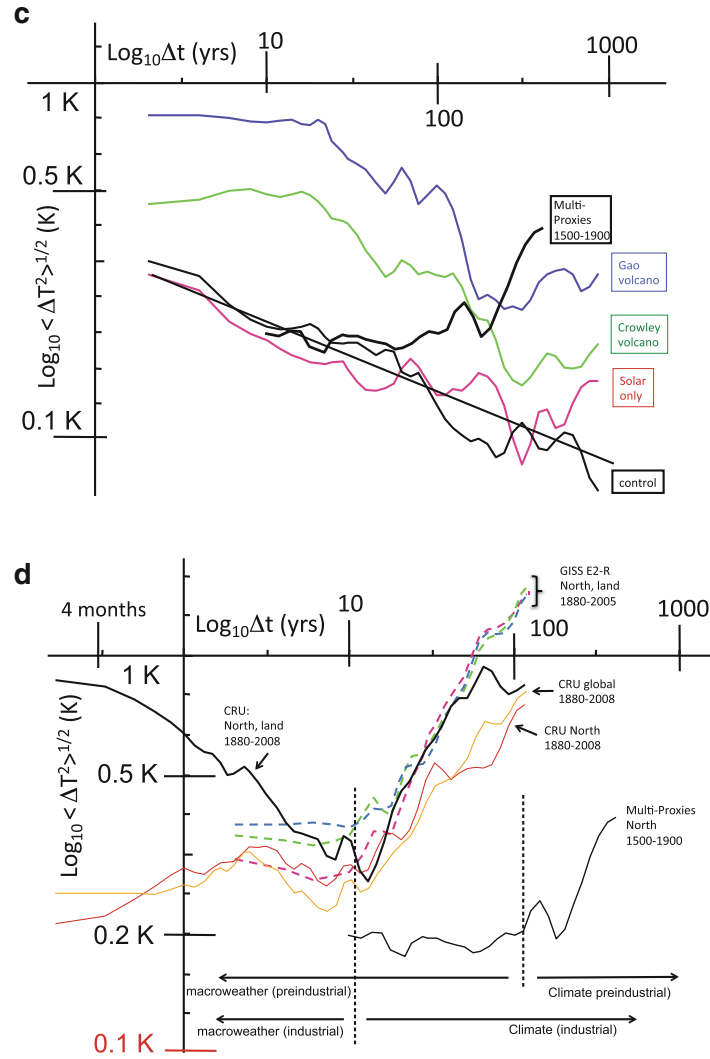 c
Log₁₀Δt (yrs)
10
1000
100
1 K
0.5 K
0.1 K
Log₁₀ < ΔT²>¹/² (K)
Multi-
Proxies
1500-1900
Gao
volcano
Crowley
volcano
Solar
only
control
d
4 months
Log₁₀Δt (yrs)
10
100
1000
GISS E2-R
North, land
1880-2005
1 K
0.5 K
0.2 K
0.1 K
Log₁₀ < ΔT²>¹/² (K)
CRU:
North, land
1880-2008
CRU global
1880-2008
CRU North
1880-2008
Multi-Proxies
North
1500-1900
macroweather (preindustrial)
Climate preindustrial)
macroweather (industrial)
Climate (industrial)